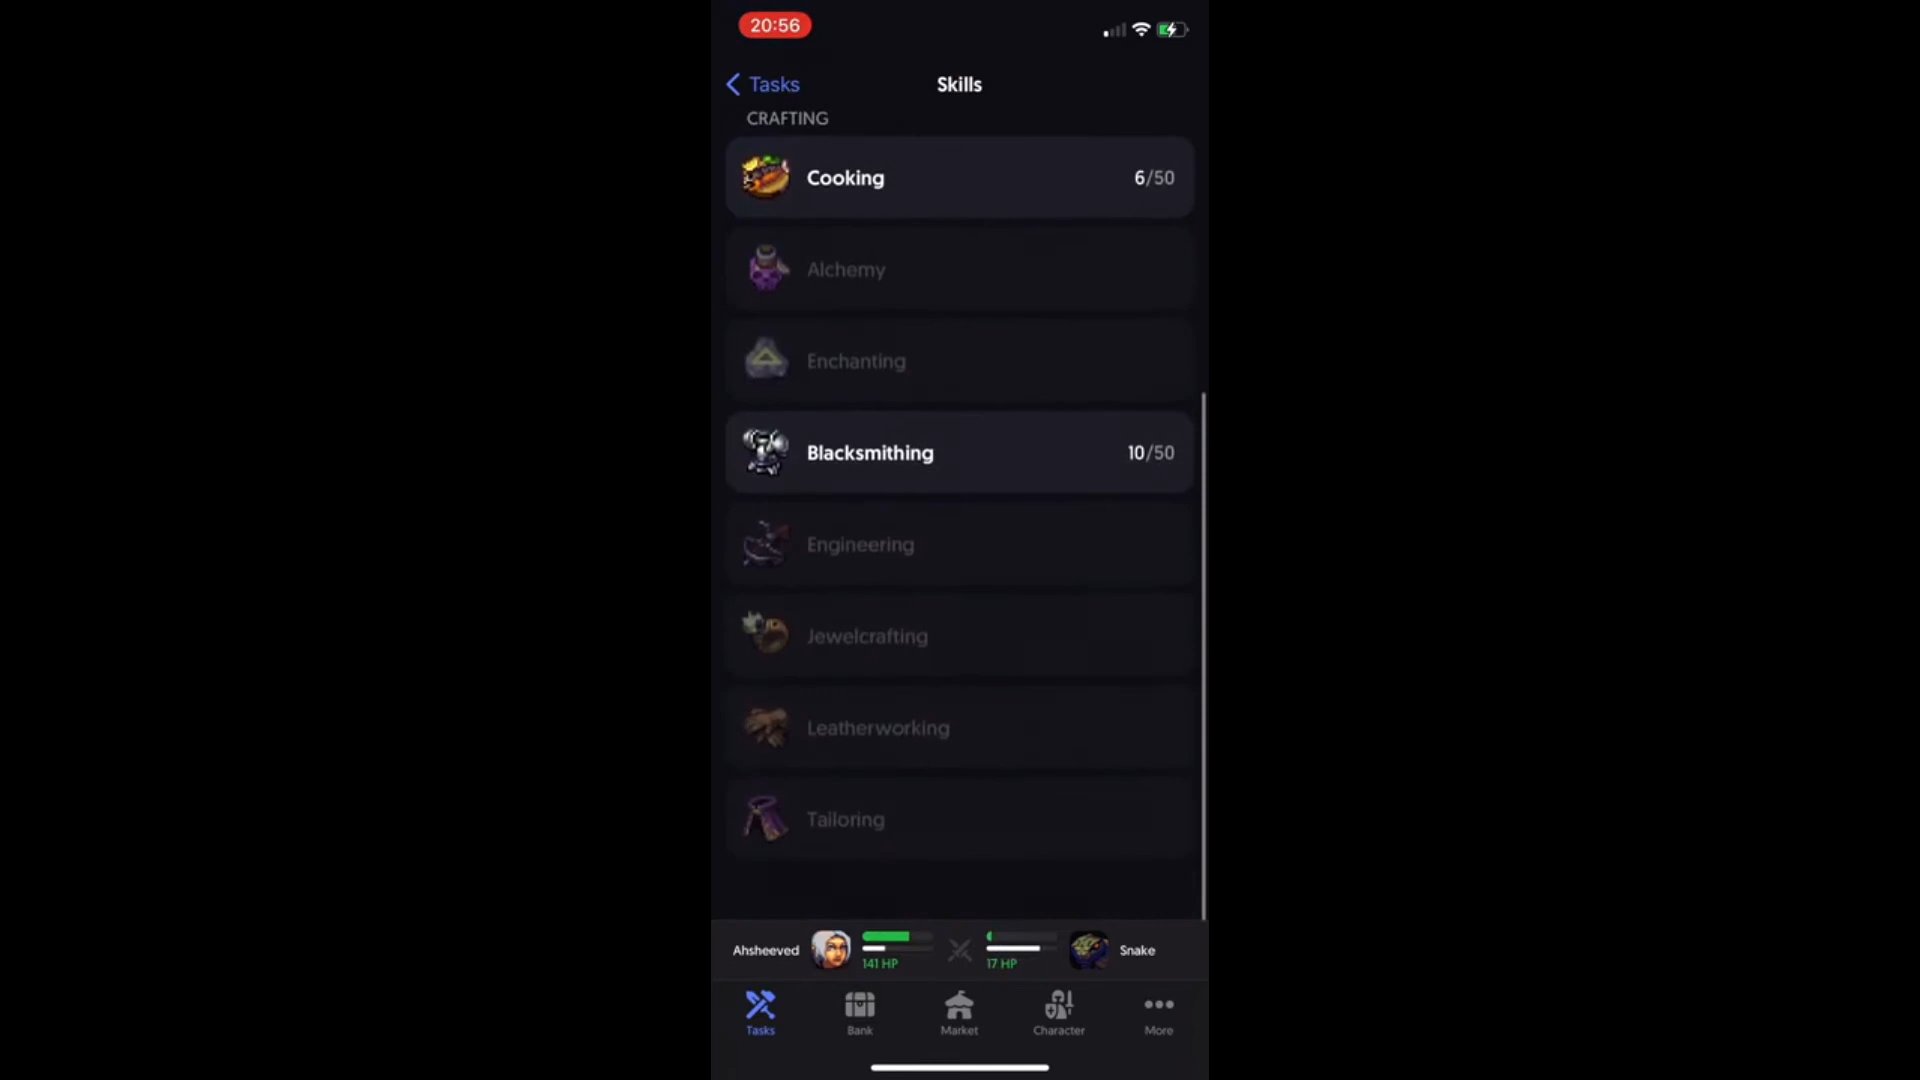 20:56
Tasks
Skills
CRAFTING
Cooking 6/50
Alchemy
Enchanting
Blacksmithing 10/50
Engineering
Jewelcrafting
Leatherworking
Tailoring
Ahsheeved 141 HP 17 HP Snake
Tasks Bank Market Character More